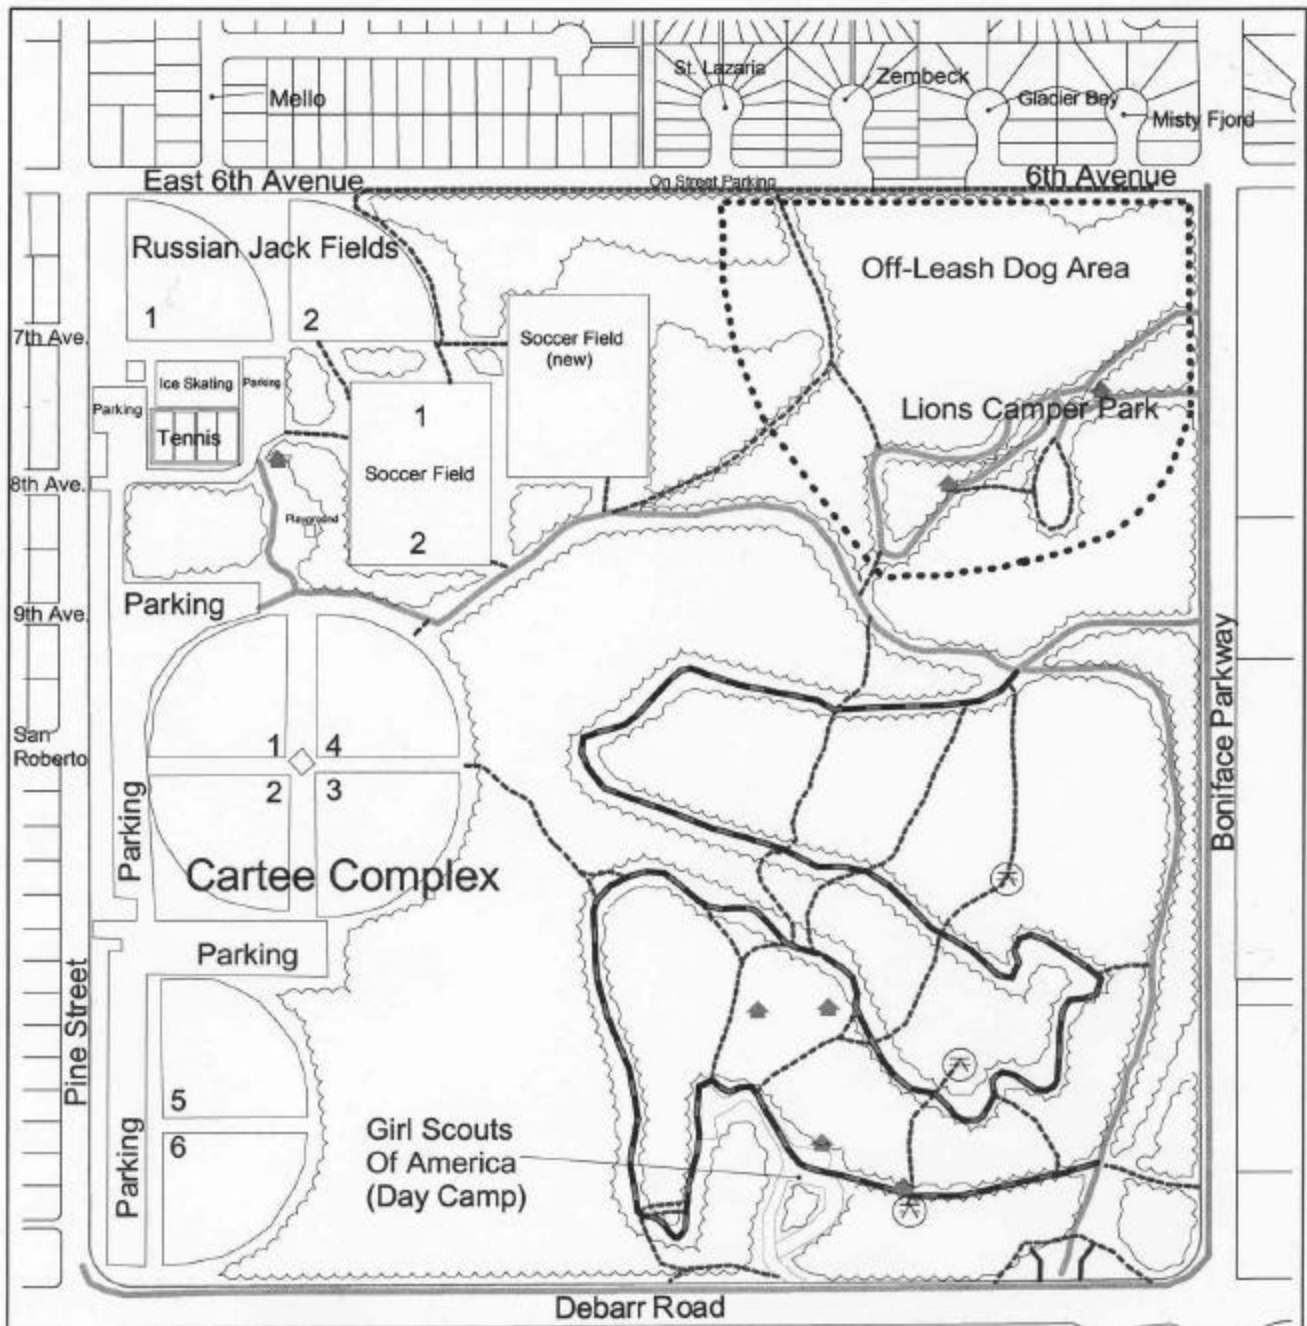 St. Lazaria
Zembeck
Mello
Glacier Bay
Misty Fjord
East 6th Avenue
On Street Parking
6th Avenue
Russian Jack Fields
Off-Leash Dog Area
1
2
7th Ave.
Soccer Field
(new)
Ice Skating
Parking
Parking
1
Lions Camper Park
Tennis
Soccer Field
8th Ave.
Playground
2
Parking
9th Ave.
Boniface Parkway
San
Roberto
1
4
2
3
Parking
Cartee Complex
Parking
Pine Street
5
6
Parking
Girl Scouts
Of America
(Day Camp)
Debarr Road